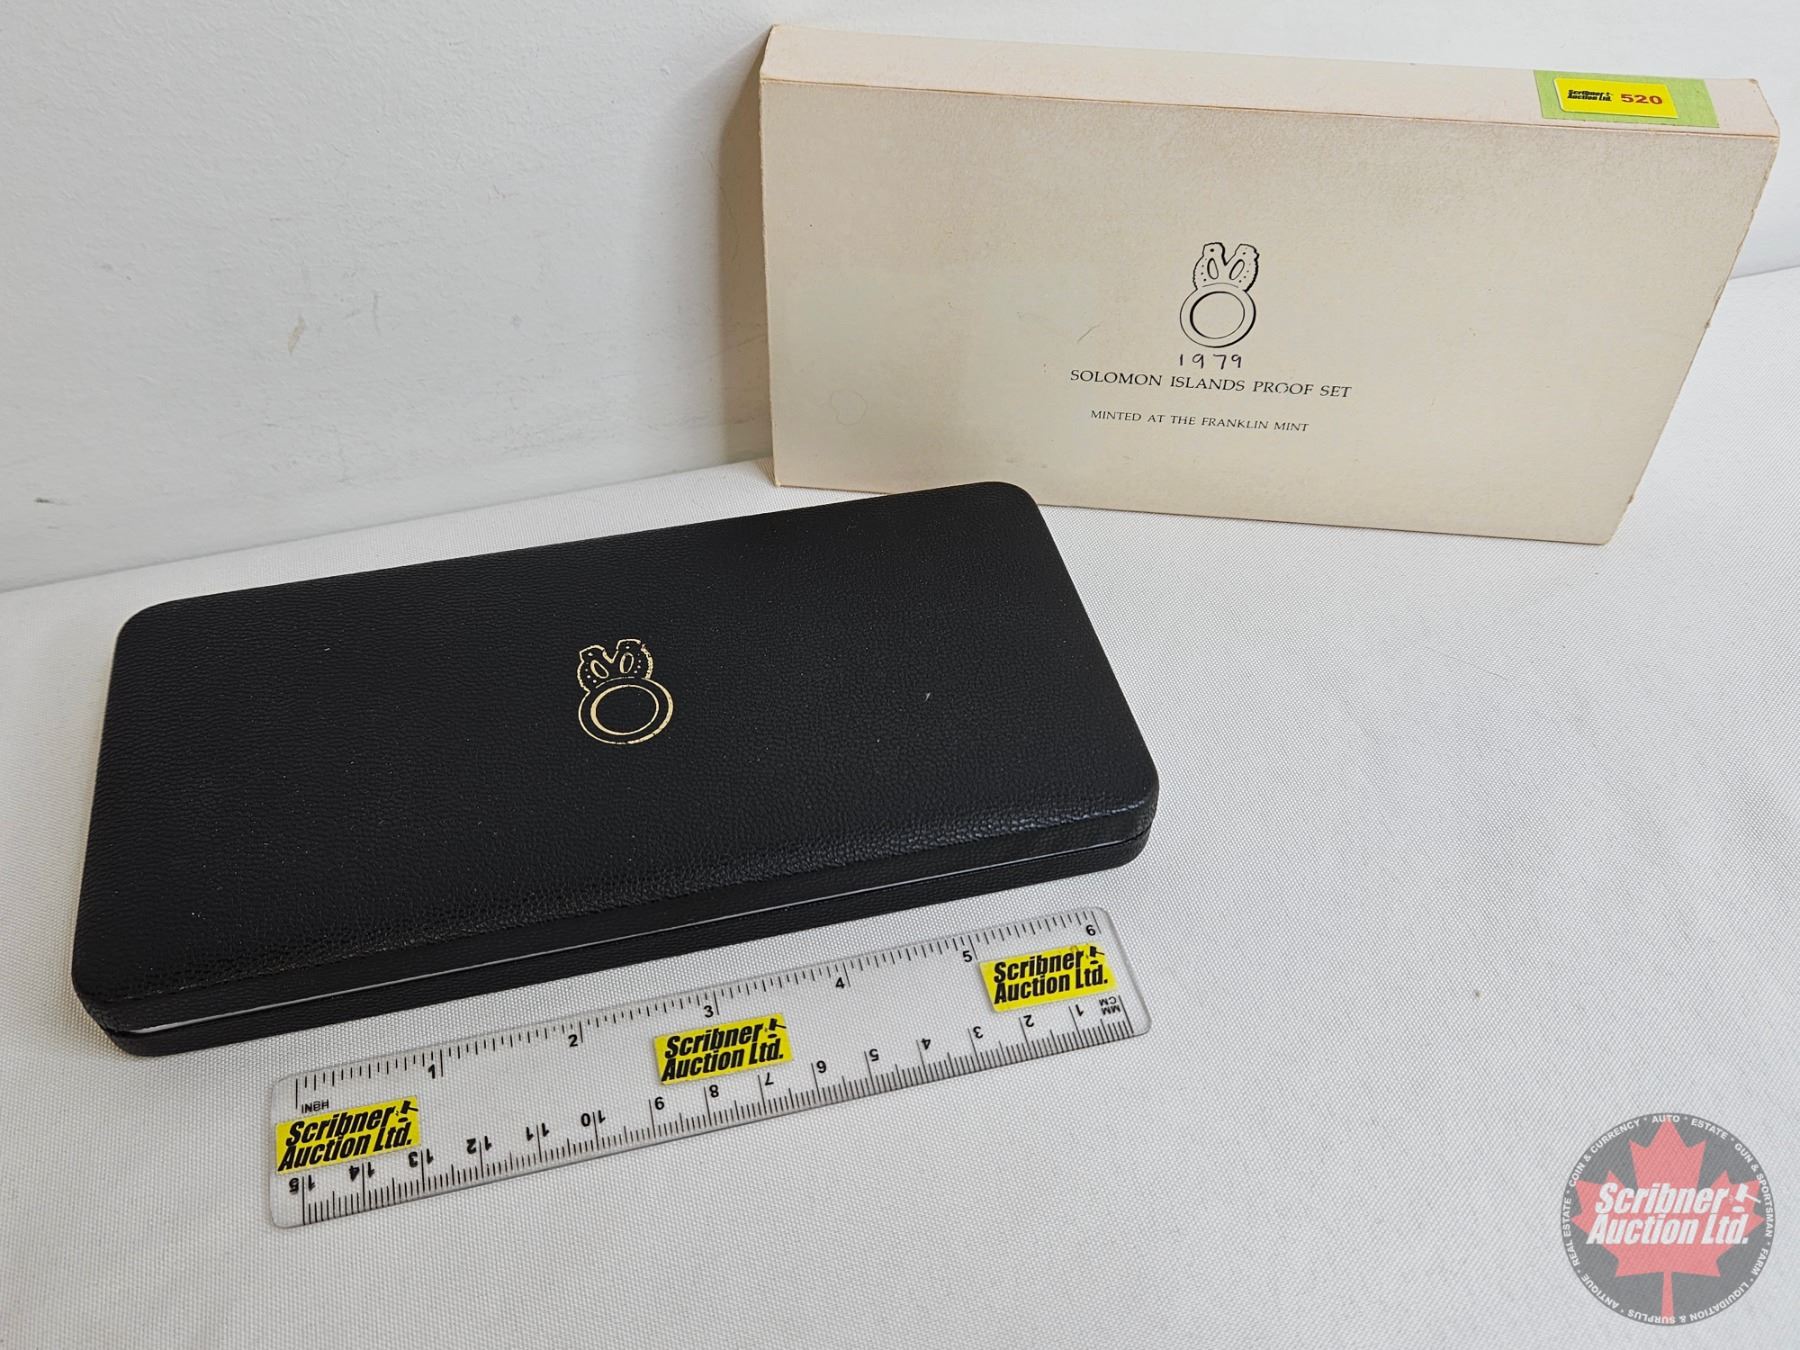 Scribner Auction Ltd. 520
1979
SOLOMON ISLANDS PROOF SET
MINTED AT THE FRANKLIN MINT
1 2 3 4 5 6
INCH
Scribner
Auction Ltd.
Scribner
Auction Ltd.
Scribner
Auction Ltd.
MM
CM
15 14 13 12 11 10 9 8 7 6 5 4 3 2 1
COIN & CURRENCY * AUTO * ESTATE * GUN & SPORTSMAN * FARM * LIQUIDATION & SURPLUS * ANTIQUE * REAL ESTATE *
Scribner
Auction Ltd.